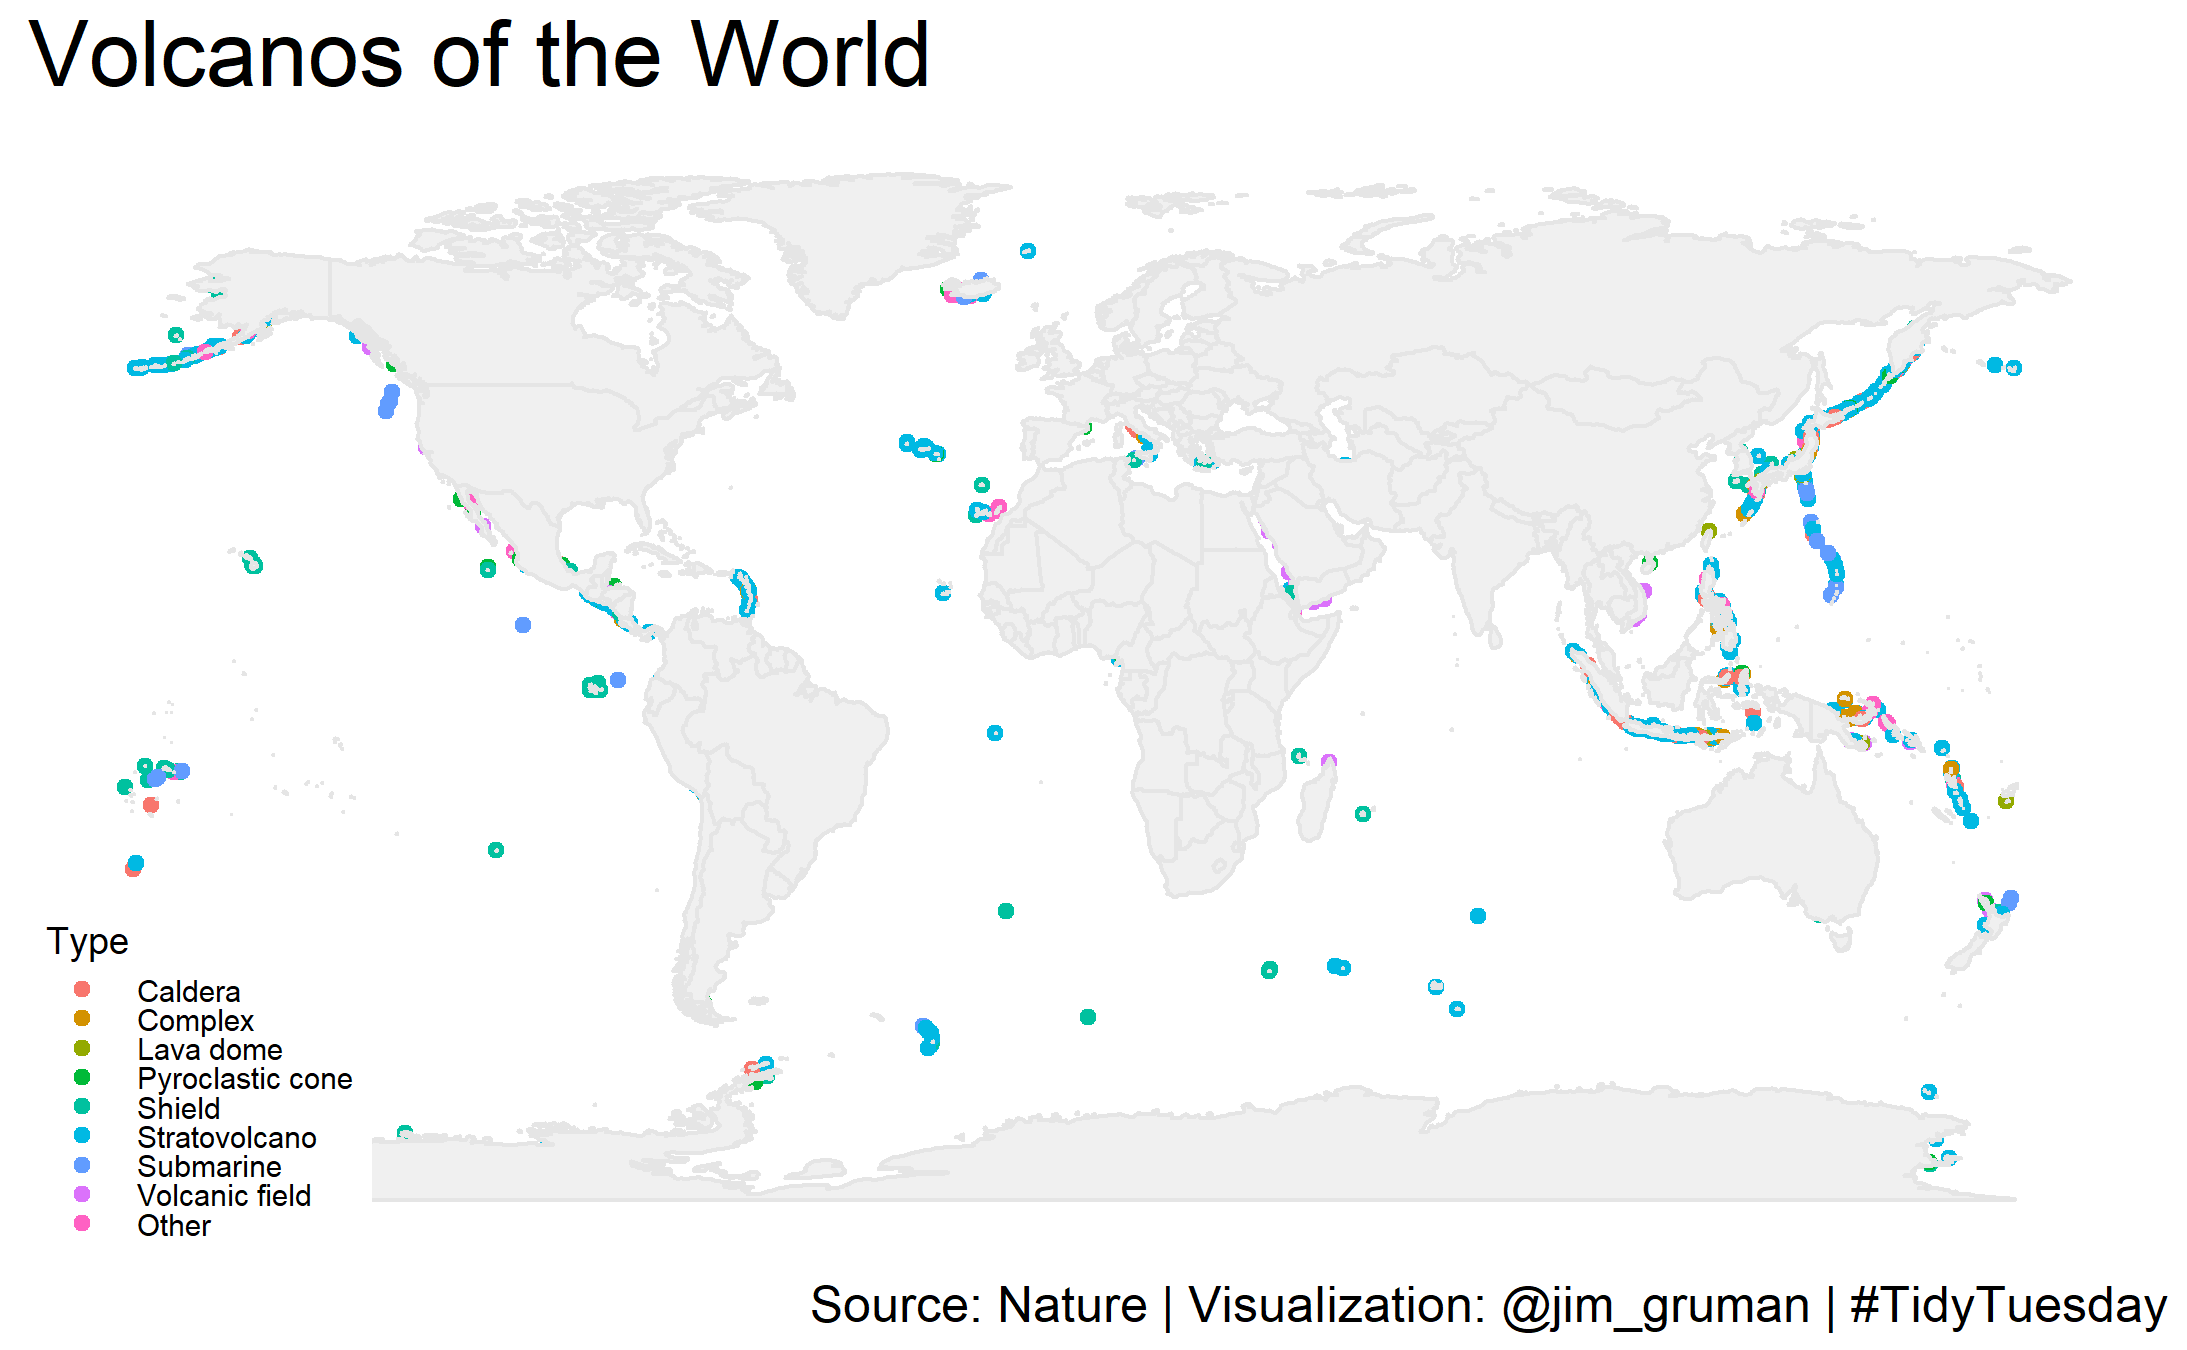 Volcanos of the World
Type
Caldera
Complex
Lava dome
Pyroclastic cone
Shield
Stratovolcano
Submarine
Volcanic field
Other
Source: Nature | Visualization: @jim_gruman | #TidyTuesday